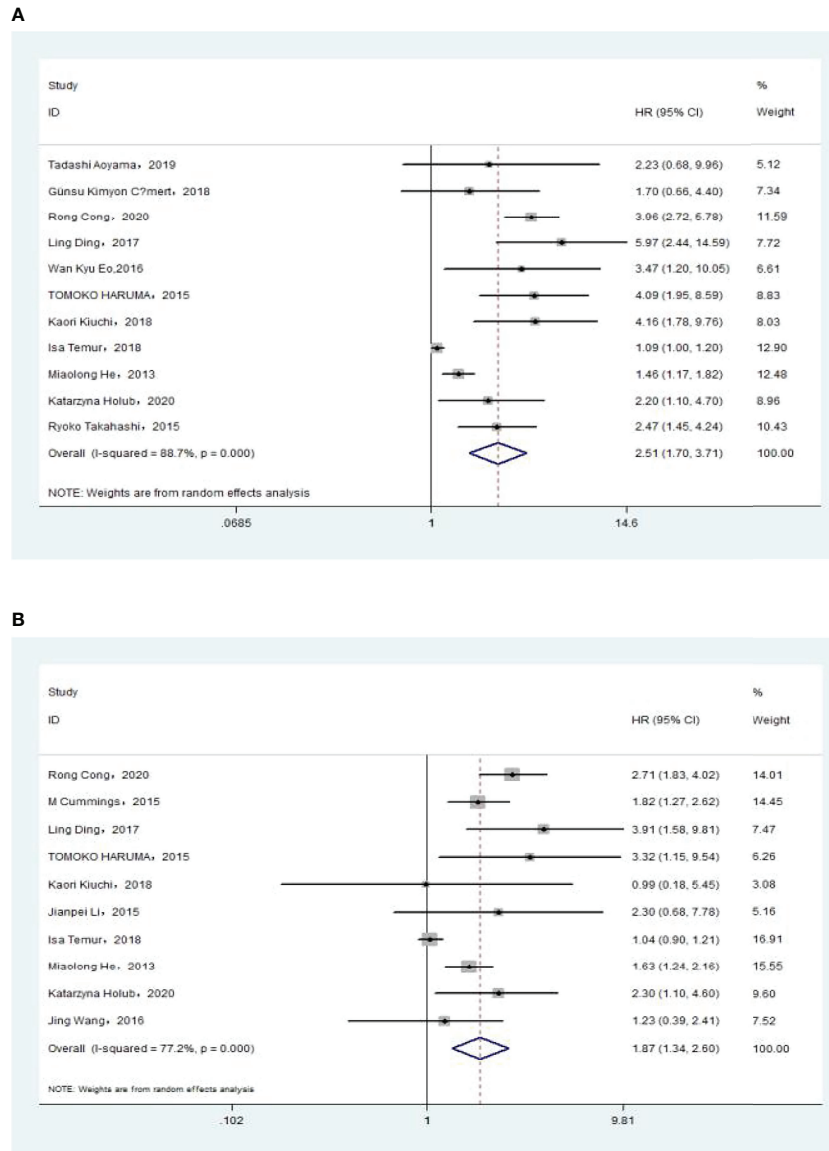 A
Study %
ID HR (95% CI) Weight
Tadashi Aoyama, 2019 2.23 (0.68, 9.96) 5.12
Günsu Kimyon C?mert, 2018 1.70 (0.66, 4.40) 7.34
Rong Cong, 2020 3.96 (2.72, 5.78) 11.59
Ling Ding, 2017 5.97 (2.44, 14.59) 7.72
Wan Kyu Eo,2016 3.47 (1.20, 10.05) 6.61
TOMOKO HARUMA, 2015 4.09 (1.95, 8.59) 8.83
Kaori Kiuchi, 2018 4.16 (1.78, 9.76) 8.03
Isa Temur, 2018 1.09 (1.00, 1.20) 12.90
Miaolong He, 2013 1.46 (1.17, 1.82) 12.48
Katarzyna Holub, 2020 2.20 (1.10, 4.70) 8.96
Ryoko Takahashi, 2015 2.47 (1.45, 4.24) 10.43
Overall (I-squared = 88.7%, p = 0.000) 2.51 (1.70, 3.71) 100.00
NOTE: Weights are from random effects analysis
.0685 1 14.6
B
Study %
ID HR (95% CI) Weight
Rong Cong, 2020 2.71 (1.83, 4.02) 14.01
M Cummings, 2015 1.82 (1.27, 2.62) 14.45
Ling Ding, 2017 3.91 (1.58, 9.81) 7.47
TOMOKO HARUMA, 2015 3.32 (1.15, 9.54) 6.26
Kaori Kiuchi, 2018 0.99 (0.18, 5.45) 3.08
Jianpei Li, 2015 2.30 (0.68, 7.78) 5.16
Isa Temur, 2018 1.04 (0.90, 1.21) 16.91
Miaolong He, 2013 1.63 (1.24, 2.16) 15.55
Katarzyna Holub, 2020 2.30 (1.10, 4.60) 9.60
Jing Wang, 2016 1.23 (0.39, 2.41) 7.52
Overall (I-squared = 77.2%, p = 0.000) 1.87 (1.34, 2.60) 100.00
NOTE: Weights are from random effects analysis
.102 1 9.81